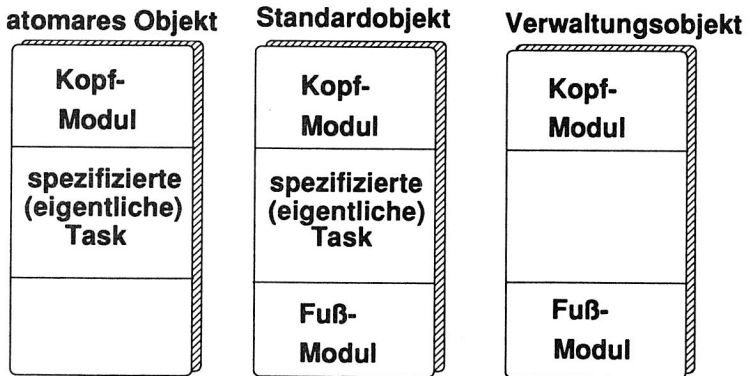 atomares Objekt
Kopf-
Modul
spezifizierte
(eigentliche)
Task
Standardobjekt
Kopf-
Modul
spezifizierte
(eigentliche)
Task
Fuß-
Modul
Verwaltungsobjekt
Kopf-
Modul
Fuß-
Modul